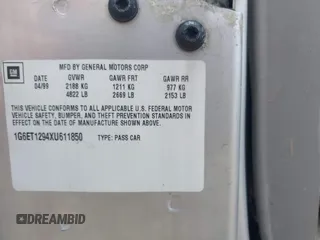 MFD BY GENERAL MOTORS CORP
GM
DATE GVWR GAWR FRT GAWR RR
04/99 2188 KG 1211 KG 977 KG
4822 LB 2669 LB 2153 LB
THIS VEHICLE CONFORMS TO ALL APPLICABLE U.S. FEDERAL MOTOR
VEHICLE SAFETY, BUMPER, AND THEFT PREVENTION STANDARDS IN
EFFECT ON THE DATE OF MANUFACTURE SHOWN ABOVE.
1G6ET1294XU611850 TYPE: PASS CAR
DREAMBID